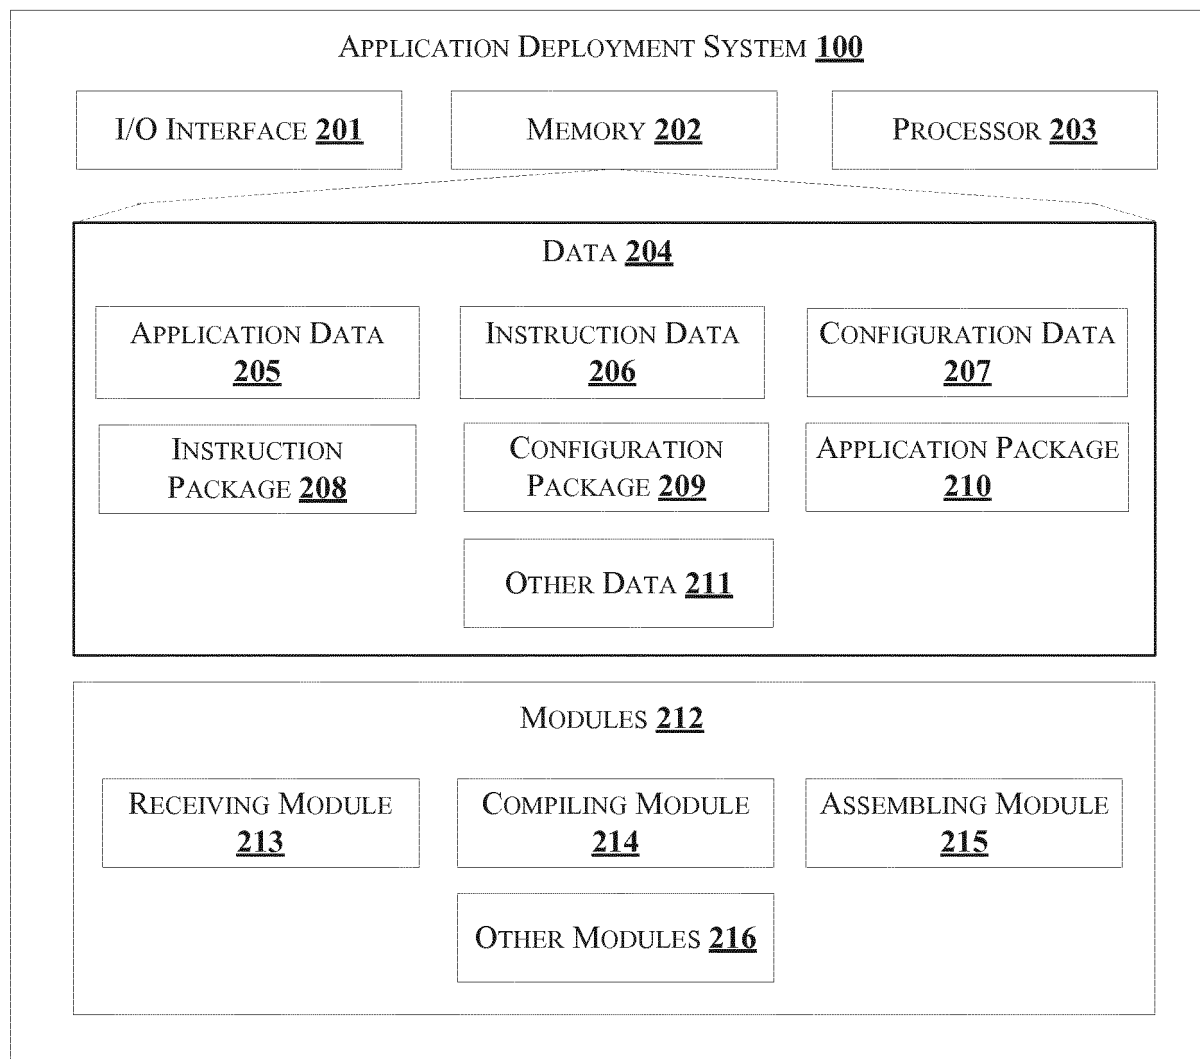 APPLICATION DEPLOYMENT SYSTEM 100
I/O INTERFACE 201
MEMORY 202
PROCESSOR 203
DATA 204
APPLICATION DATA
205
INSTRUCTION DATA
206
CONFIGURATION DATA
207
INSTRUCTION
PACKAGE 208
CONFIGURATION
PACKAGE 209
APPLICATION PACKAGE
210
OTHER DATA 211
MODULES 212
RECEIVING MODULE
213
COMPILING MODULE
214
ASSEMBLING MODULE
215
OTHER MODULES 216